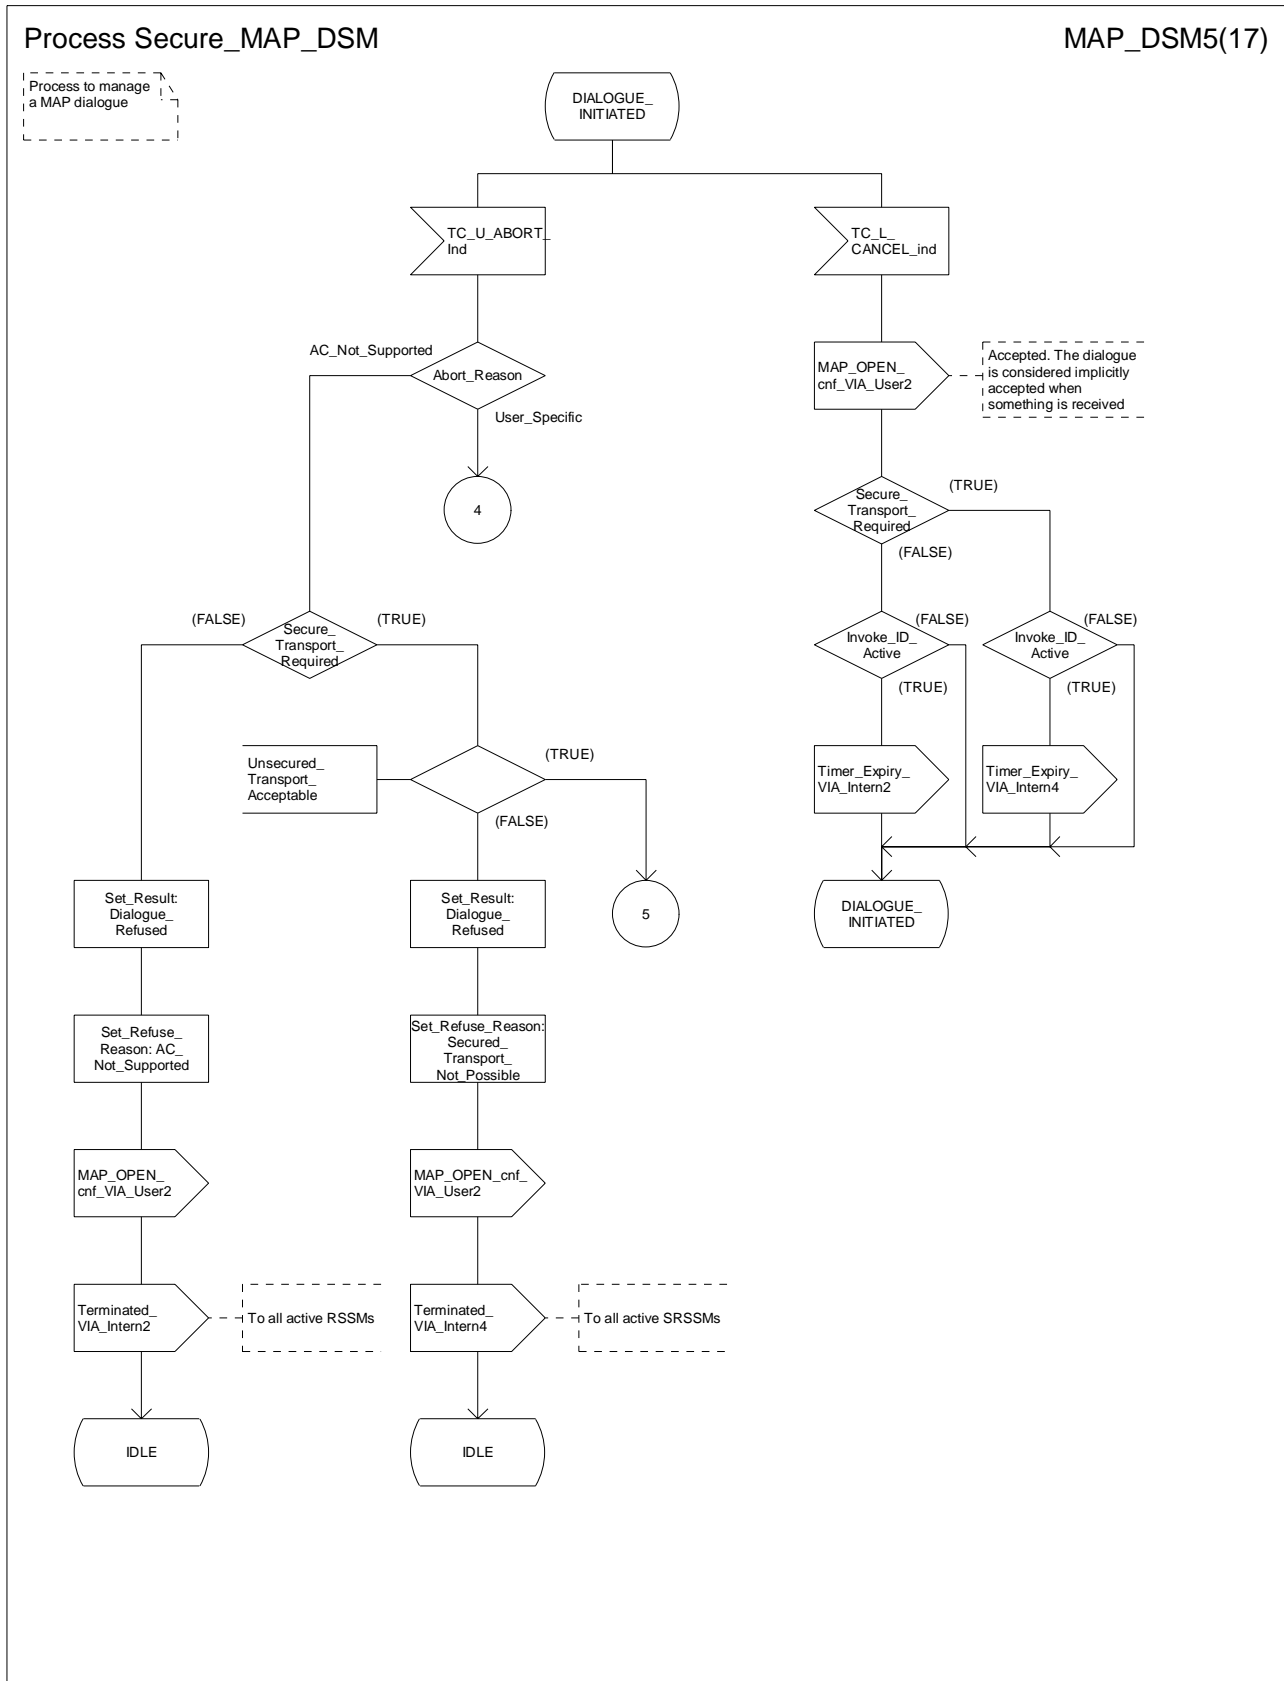 Process Secure_MAP_DSM
MAP_DSM5(17)
Process to manage
a MAP dialogue
DIALOGUE_
INITIATED
TC_U_ABORT_
Ind
TC_L_
CANCEL_ind
AC_Not_Supported
Abort_Reason
User_Specific
4
MAP_OPEN_
cnf_VIA_User2
Accepted. The dialogue
is considered implicitly
accepted when
something is received
Secure_
Transport_
Required
(TRUE)
(FALSE)
(FALSE)
Secure_
Transport_
Required
(TRUE)
Invoke_ID_
Active
(FALSE)
(TRUE)
Invoke_ID_
Active
(FALSE)
(TRUE)
Unsecured_
Transport_
Acceptable
(TRUE)
(FALSE)
Timer_Expiry_
VIA_Intern2
Timer_Expiry_
VIA_Intern4
Set_Result:
Dialogue_
Refused
Set_Result:
Dialogue_
Refused
5
DIALOGUE_
INITIATED
Set_Refuse_
Reason: AC_
Not_Supported
Set_Refuse_Reason:
Secured_
Transport_
Not_Possible
MAP_OPEN_
cnf_VIA_User2
MAP_OPEN_cnf_
VIA_User2
Terminated_
VIA_Intern2
To all active RSSMs
Terminated_
VIA_Intern4
To all active SRSSMs
IDLE
IDLE